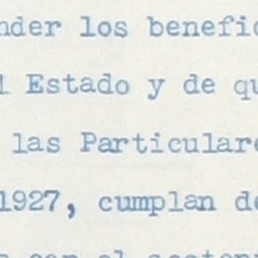 nder los benefic
l Estado y de qu
las Particulare
1927, cumplan de